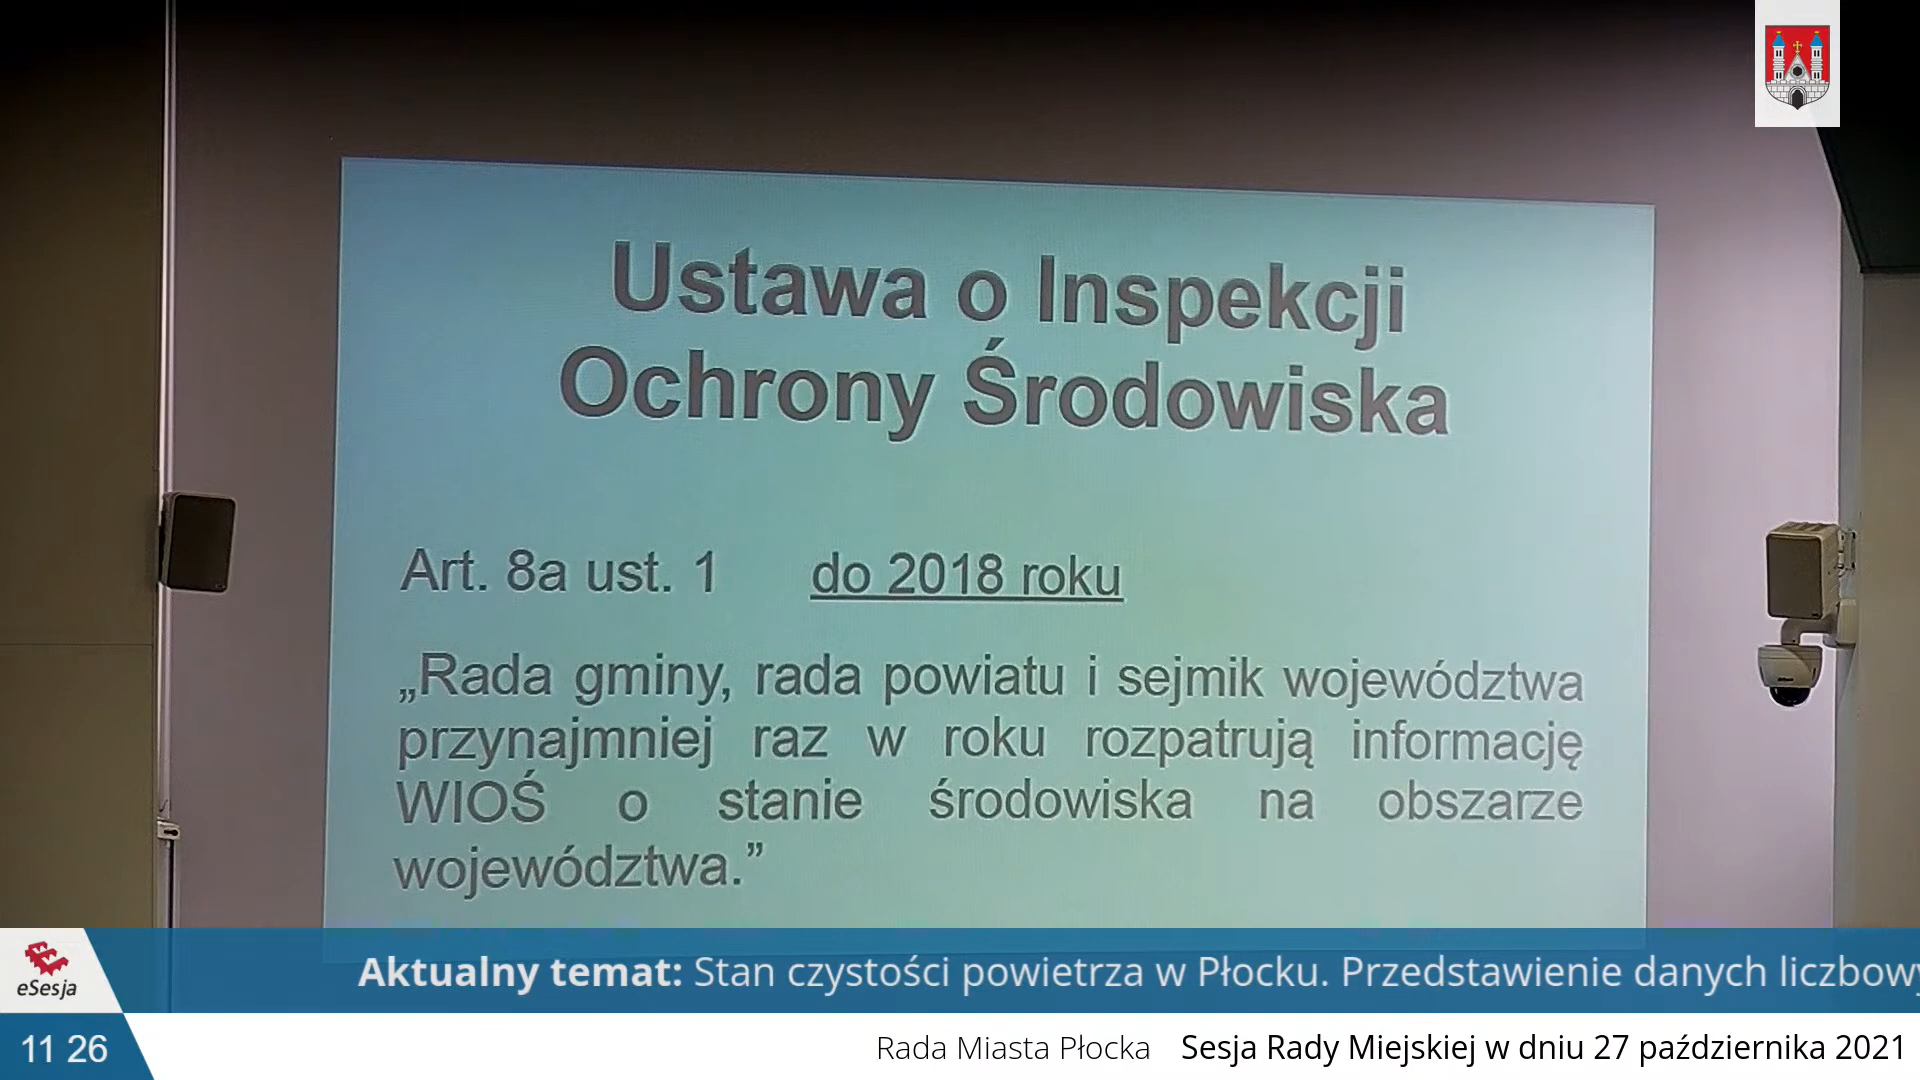 Ustawa o Inspekcji
Ochrony Środowiska
Art. 8a ust. 1 do 2018 roku
„Rada gminy, rada powiatu i sejmik województwa
przynajmniej raz w roku rozpatrują informację
WIOŚ o stanie środowiska na obszarze
województwa.”
eSesja
Aktualny temat: Stan czystości powietrza w Płocku. Przedstawienie danych liczbowy
11 26
Rada Miasta Płocka Sesja Rady Miejskiej w dniu 27 października 2021